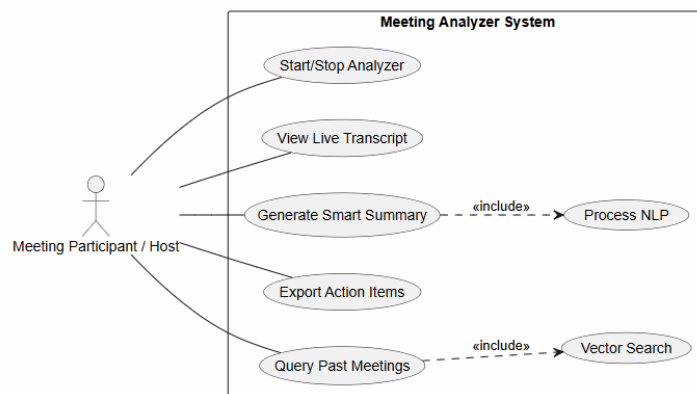 Meeting Analyzer System
Start/Stop Analyzer
View Live Transcript
Generate Smart Summary
«include»
Process NLP
Meeting Participant / Host
Export Action Items
Query Past Meetings
«include»
Vector Search